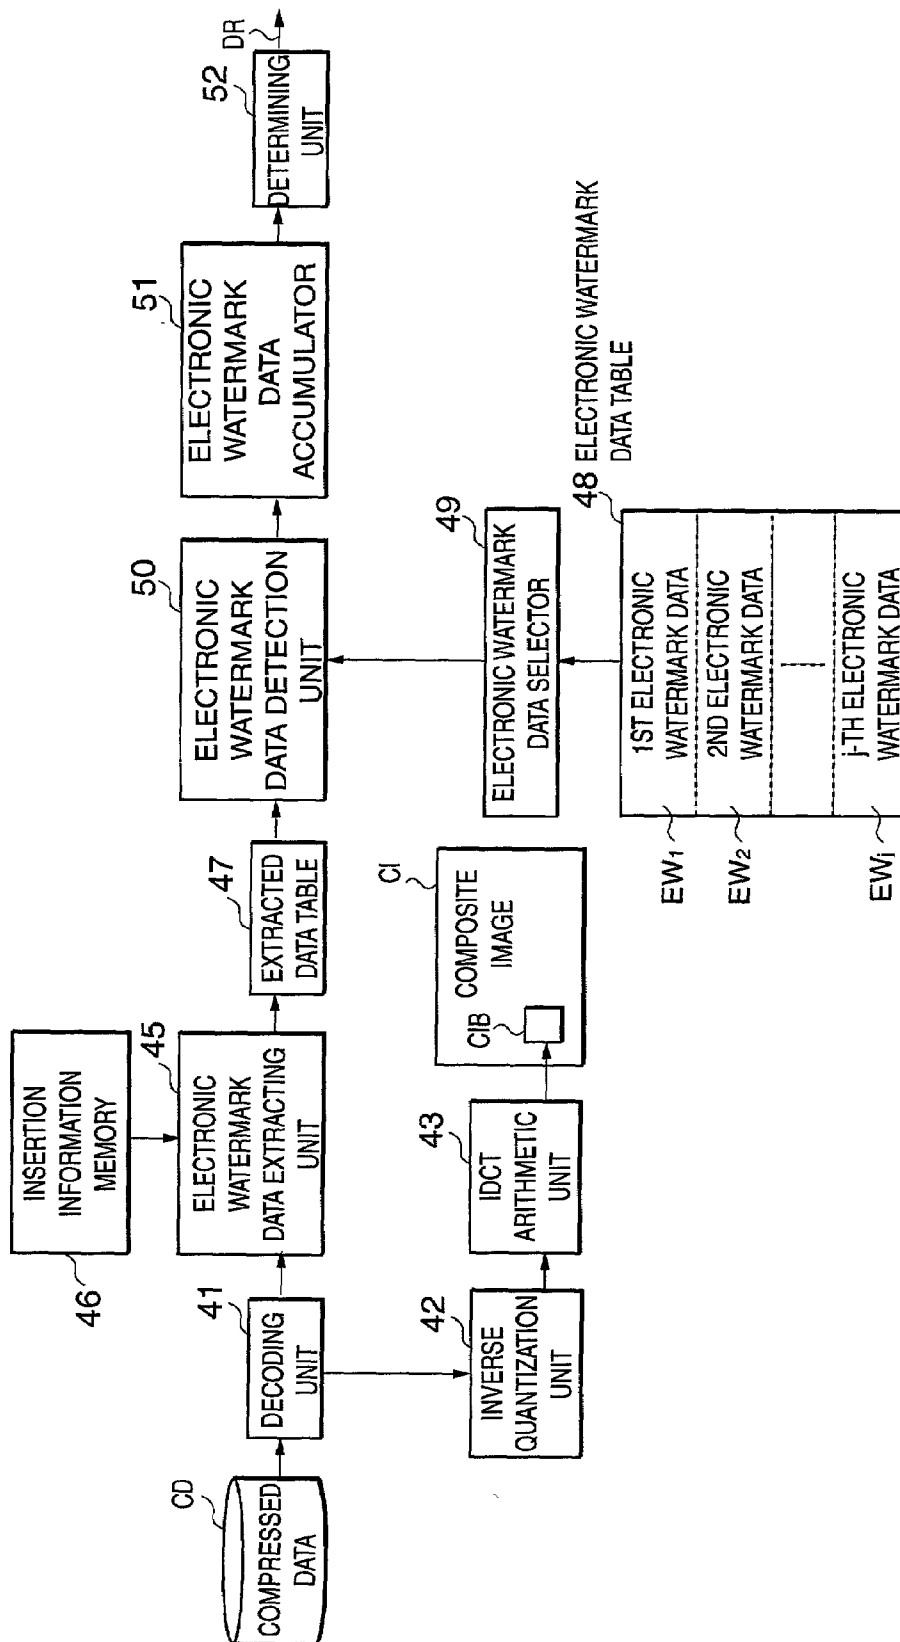 CD
COMPRESSED
DATA
41
DECODING
UNIT
46
INSERTION
INFORMATION
MEMORY
45
ELECTRONIC
WATERMARK
DATA EXTRACTING
UNIT
47
EXTRACTED
DATA TABLE
50
ELECTRONIC
WATERMARK
DATA DETECTION
UNIT
51
ELECTRONIC
WATERMARK
DATA
ACCUMULATOR
52
DETERMINING
UNIT
DR
42
INVERSE
QUANTIZATION
UNIT
43
IDCT
ARITHMETIC
UNIT
CI
COMPOSITE
IMAGE
CIB
49
ELECTRONIC WATERMARK
DATA SELECTOR
48 ELECTRONIC WATERMARK
DATA TABLE
EW1
1ST ELECTRONIC
WATERMARK DATA
EW2
2ND ELECTRONIC
WATERMARK DATA
EWj
j-TH ELECTRONIC
WATERMARK DATA